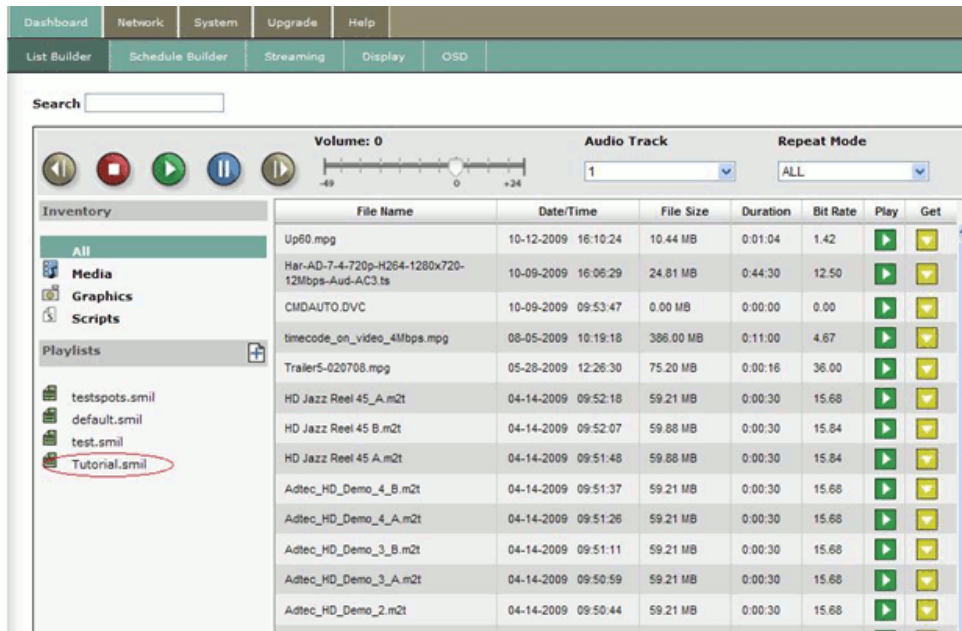 Dashboard Network System Upgrade Help
List Builder Schedule Builder Streaming Display OSD
Search
Volume: 0 Audio Track Repeat Mode
-49 0 +24 1 ALL
Inventory
All
Media
Graphics
Scripts
Playlists
testspots.smil
default.smil
test.smil
Tutorial.smil
File Name Date/Time File Size Duration Bit Rate Play Get
Up60.mpg 10-12-2009 16:10:24 10.44 MB 0:01:04 1.42
Har-AD-7-4-720p-H264-1280x720-
12Mbps-Aud-AC3.ts 10-09-2009 16:06:29 24.81 MB 0:44:30 12.50
CMDAUTO.DVC 10-09-2009 09:53:47 0.00 MB 0:00:00 0.00
timecode_on_video_4Mbps.mpg 08-05-2009 10:19:18 386.00 MB 0:11:00 4.67
Trailer5-020708.mpg 05-28-2009 12:26:30 75.20 MB 0:00:16 36.00
HD Jazz Reel 45_A.m2t 04-14-2009 09:52:18 59.21 MB 0:00:30 15.68
HD Jazz Reel 45 B.m2t 04-14-2009 09:52:07 59.88 MB 0:00:30 15.84
HD Jazz Reel 45 A.m2t 04-14-2009 09:51:48 59.88 MB 0:00:30 15.84
Adtec_HD_Demo_4_B.m2t 04-14-2009 09:51:37 59.21 MB 0:00:30 15.68
Adtec_HD_Demo_4_A.m2t 04-14-2009 09:51:26 59.21 MB 0:00:30 15.68
Adtec_HD_Demo_3_B.m2t 04-14-2009 09:51:11 59.21 MB 0:00:30 15.68
Adtec_HD_Demo_3_A.m2t 04-14-2009 09:50:59 59.21 MB 0:00:30 15.68
Adtec_HD_Demo_2.m2t 04-14-2009 09:50:44 59.21 MB 0:00:30 15.68